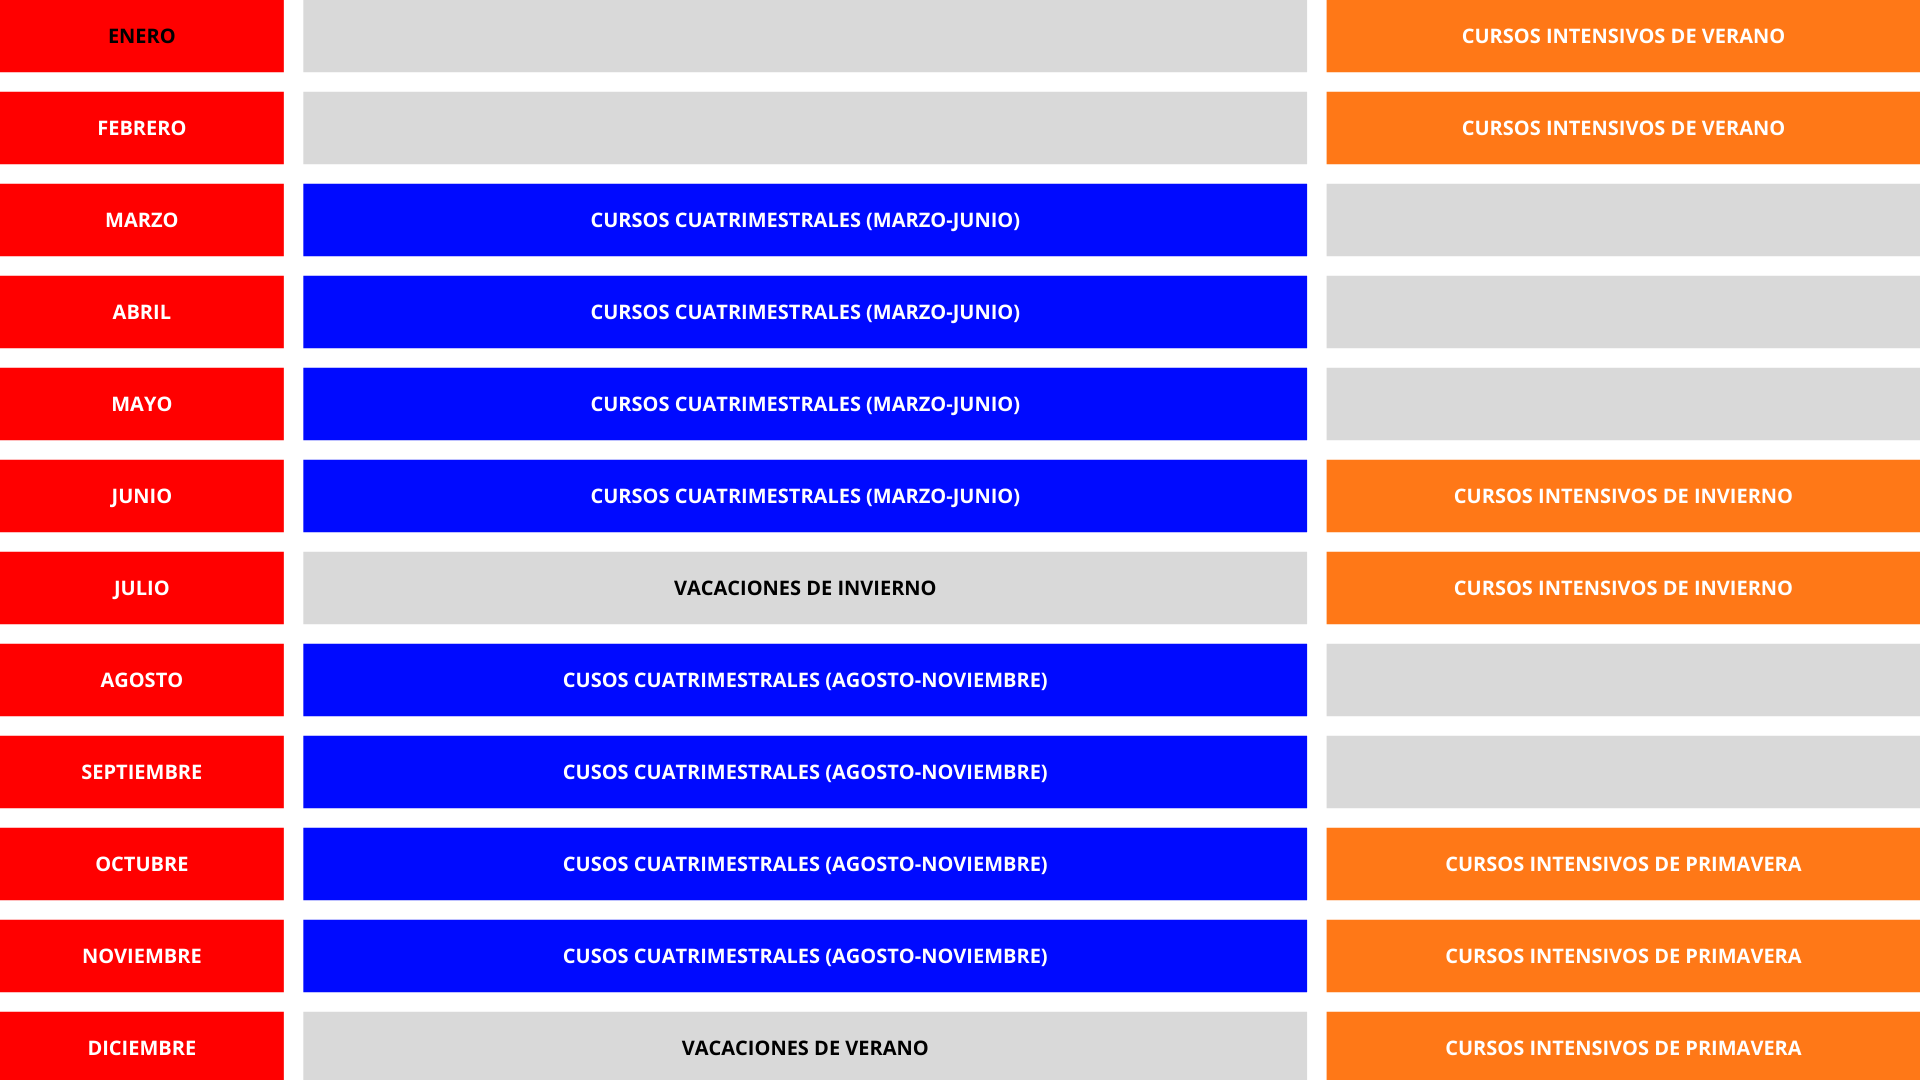 ENERO
CURSOS INTENSIVOS DE VERANO
FEBRERO
CURSOS INTENSIVOS DE VERANO
MARZO
CURSOS CUATRIMESTRALES (MARZO-JUNIO)
ABRIL
CURSOS CUATRIMESTRALES (MARZO-JUNIO)
MAYO
CURSOS CUATRIMESTRALES (MARZO-JUNIO)
JUNIO
CURSOS CUATRIMESTRALES (MARZO-JUNIO)
CURSOS INTENSIVOS DE INVIERNO
JULIO
VACACIONES DE INVIERNO
CURSOS INTENSIVOS DE INVIERNO
AGOSTO
CUSOS CUATRIMESTRALES (AGOSTO-NOVIEMBRE)
SEPTIEMBRE
CUSOS CUATRIMESTRALES (AGOSTO-NOVIEMBRE)
OCTUBRE
CUSOS CUATRIMESTRALES (AGOSTO-NOVIEMBRE)
CURSOS INTENSIVOS DE PRIMAVERA
NOVIEMBRE
CUSOS CUATRIMESTRALES (AGOSTO-NOVIEMBRE)
CURSOS INTENSIVOS DE PRIMAVERA
DICIEMBRE
VACACIONES DE VERANO
CURSOS INTENSIVOS DE PRIMAVERA